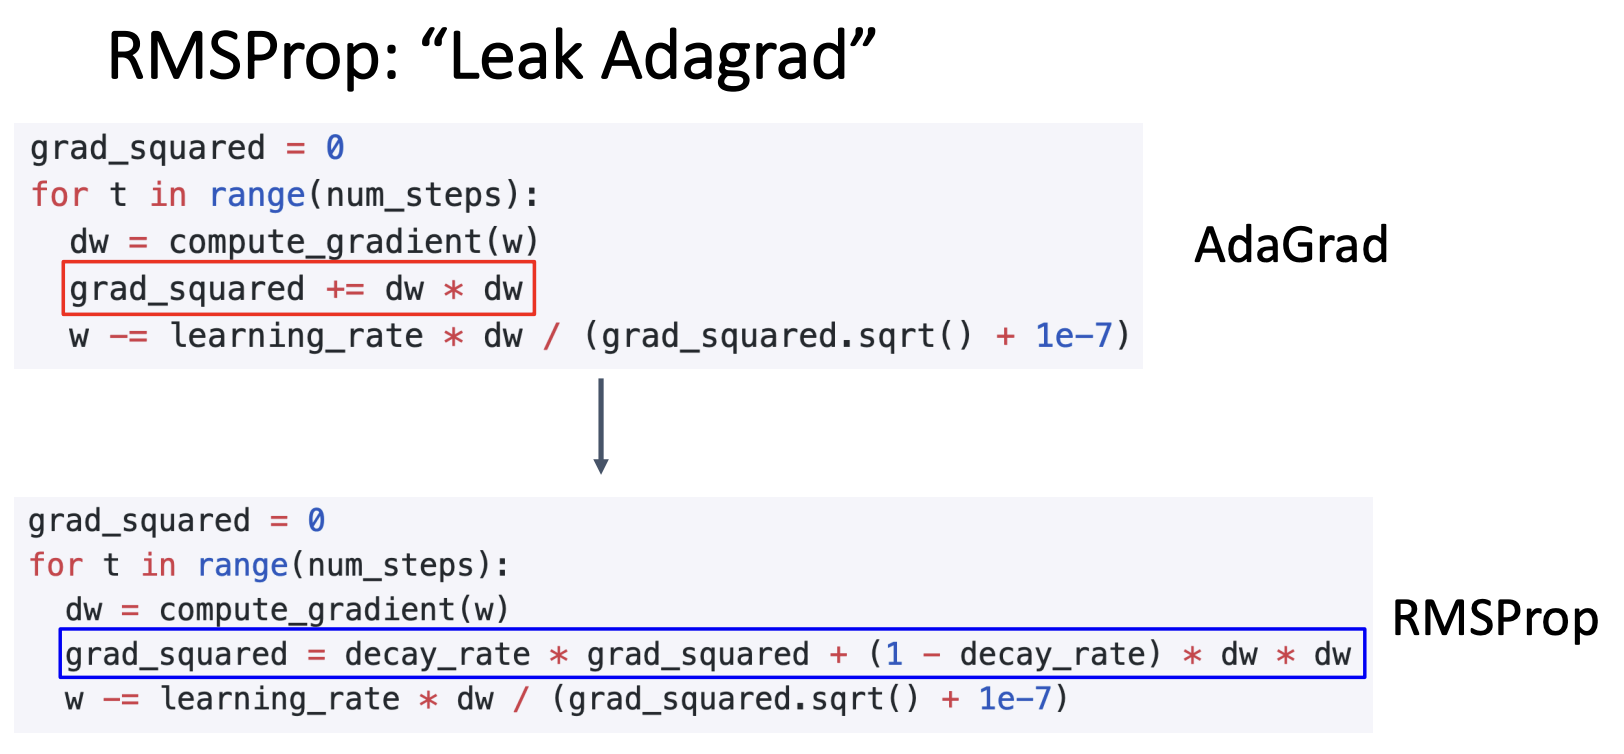 RMSProp: “Leak Adagrad”
grad_squared = 0
for t in range(num_steps):
  dw = compute_gradient(w)
  grad_squared += dw * dw
  w -= learning_rate * dw / (grad_squared.sqrt() + 1e-7)
AdaGrad
grad_squared = 0
for t in range(num_steps):
  dw = compute_gradient(w)
  grad_squared = decay_rate * grad_squared + (1 - decay_rate) * dw * dw
  w -= learning_rate * dw / (grad_squared.sqrt() + 1e-7)
RMSProp